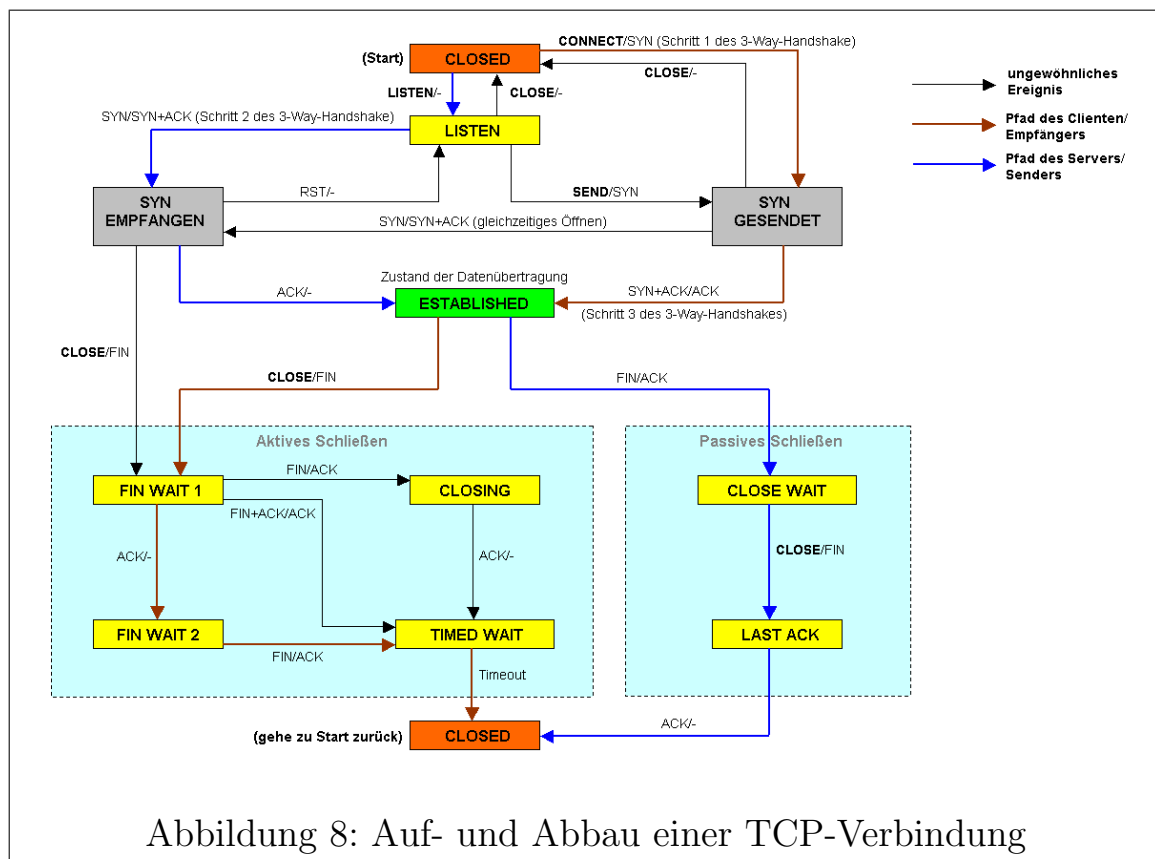 CONNECT/SYN (Schritt 1 des 3-Way-Handshake)
(Start)
CLOSED
CLOSE/-
ungewöhnliches
Ereignis
LISTEN/-
CLOSE/-
SYN/SYN+ACK (Schritt 2 des 3-Way-Handshake)
LISTEN
Pfad des Clienten/
Empfängers
Pfad des Servers/
Senders
RST/-
SEND/SYN
SYN
EMPFANGEN
SYN
GESENDET
SYN/SYN+ACK (gleichzeitiges Öffnen)
Zustand der Datenübertragung
ACK/-
ESTABLISHED
SYN+ACK/ACK
(Schritt 3 des 3-Way-Handshakes)
CLOSE/FIN
CLOSE/FIN
FIN/ACK
Aktives Schließen
Passives Schließen
FIN WAIT 1
FIN/ACK
CLOSING
CLOSE WAIT
FIN+ACK/ACK
ACK/-
ACK/-
CLOSE/FIN
FIN WAIT 2
TIMED WAIT
LAST ACK
FIN/ACK
Timeout
(gehe zu Start zurück)
CLOSED
ACK/-
Abbildung 8: Auf- und Abbau einer TCP-Verbindung